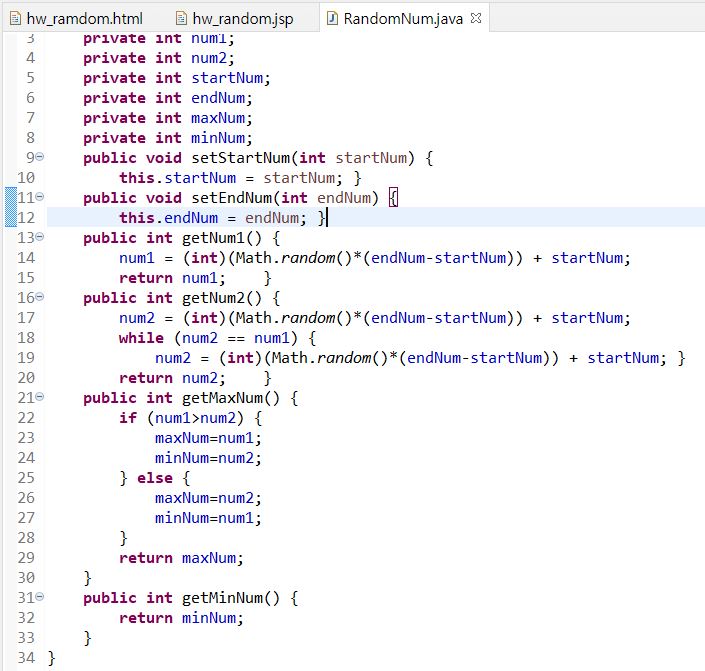 hw_ramdom.html hw_random.jsp RandomNum.java
3 private int num1;
4 private int num2;
5 private int startNum;
6 private int endNum;
7 private int maxNum;
8 private int minNum;
9 public void setStartNum(int startNum) {
10 this.startNum = startNum; }
11 public void setEndNum(int endNum) {
12 this.endNum = endNum; }
13 public int getNum1() {
14 num1 = (int)(Math.random()*(endNum-startNum)) + startNum;
15 return num1; }
16 public int getNum2() {
17 num2 = (int)(Math.random()*(endNum-startNum)) + startNum;
18 while (num2 == num1) {
19 num2 = (int)(Math.random()*(endNum-startNum)) + startNum; }
20 return num2; }
21 public int getMaxNum() {
22 if (num1>num2) {
23 maxNum=num1;
24 minNum=num2;
25 } else {
26 maxNum=num2;
27 minNum=num1;
28 }
29 return maxNum;
30 }
31 public int getMinNum() {
32 return minNum;
33 }
34 }